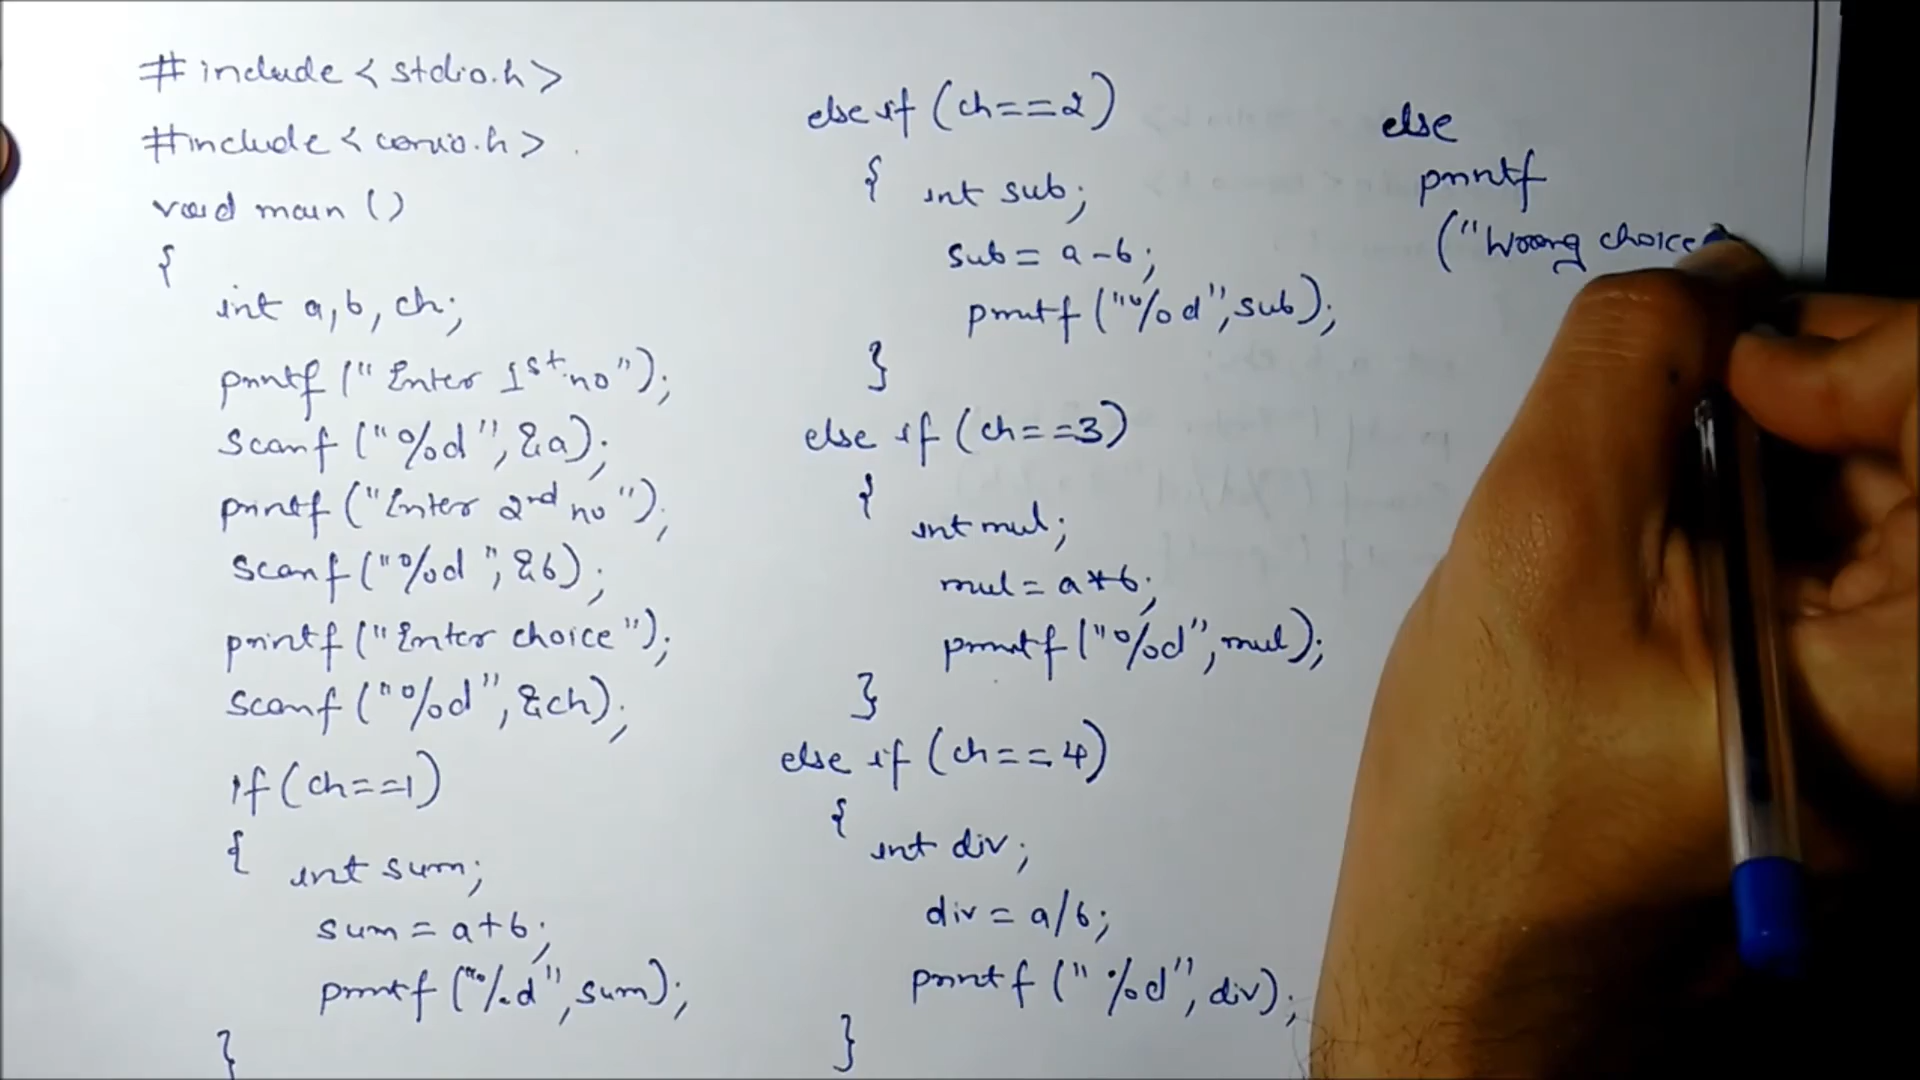 #include <stdio.h>
#include <conio.h>
void main ()
{
int a, b, ch;
printf (" Enter 1st no");
scanf ("%d", &a);
printf ("Enter 2nd no");
scanf ("%d", &b);
printf ("Enter choice");
scanf ("%d", &ch);
if (ch==1)
{ int sum;
sum = a+b;
printf ("%d", sum);
}
else if (ch==2)
{ int sub;
sub = a-b;
printf ("%d", sub);
}
else if (ch==3)
{
int mul;
mul = a*b;
printf ("%d", mul);
}
else if (ch==4)
{
int div;
div = a/b;
printf (" %d", div);
}
else
printf
("Wrong choice